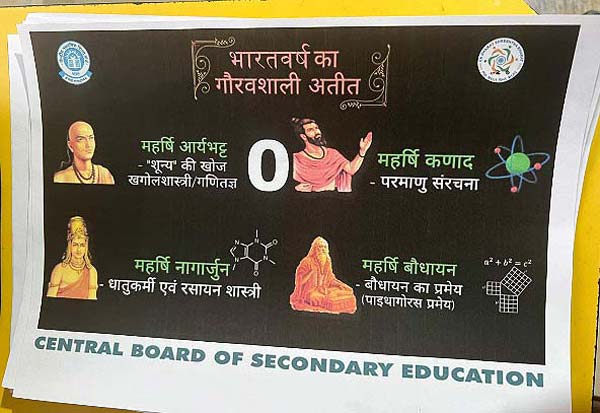 भारतवर्ष का
गौरवशाली अतीत
महर्षि आर्यभट्ट
- "शून्य" की खोज
खगोलशास्त्री/गणितज्ञ
0
महर्षि कणाद
- परमाणु संरचना
महर्षि नागार्जुन
- धातुकर्मी एवं रसायन शास्त्री
महर्षि बौधायन
- बौधायन का प्रमेय
(पाइथागोरस प्रमेय)
a² + b² = c²
CENTRAL BOARD OF SECONDARY EDUCATION